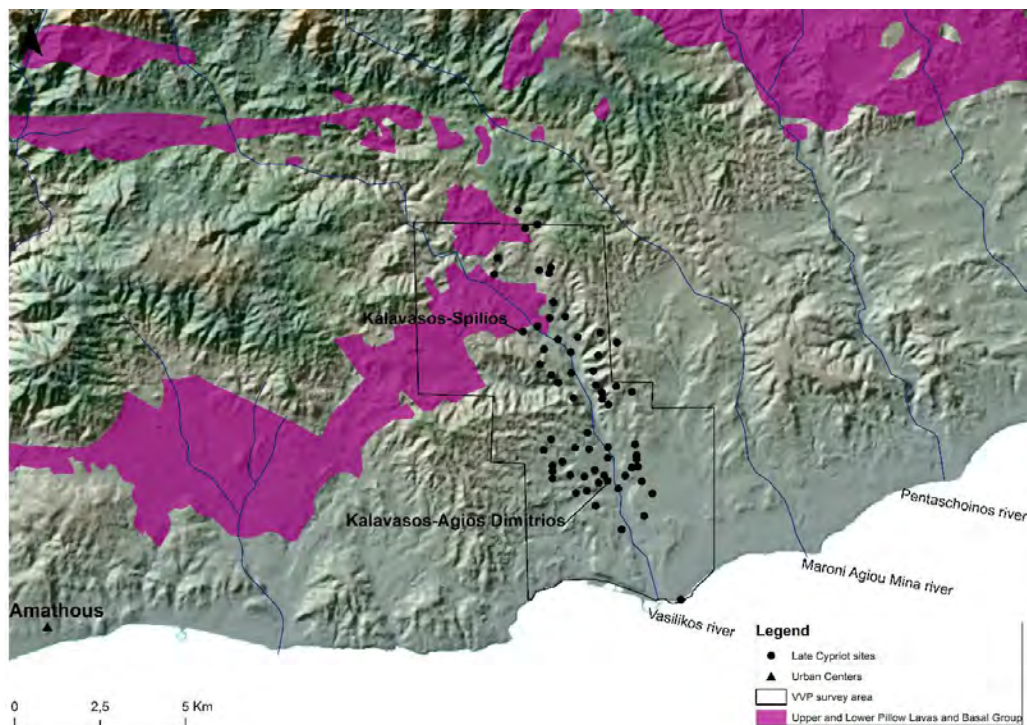 Kalavasos-Spilios
Kalavasos-Agios Dimitrios
Pentaschoinos river
Maroni Agiou Mina river
Vasilikos river
Amathous
Legend
Late Cypriot sites
Urban Centers
VVP survey area
Upper and Lower Pillow Lavas and Basal Group
0 2,5 5 Km